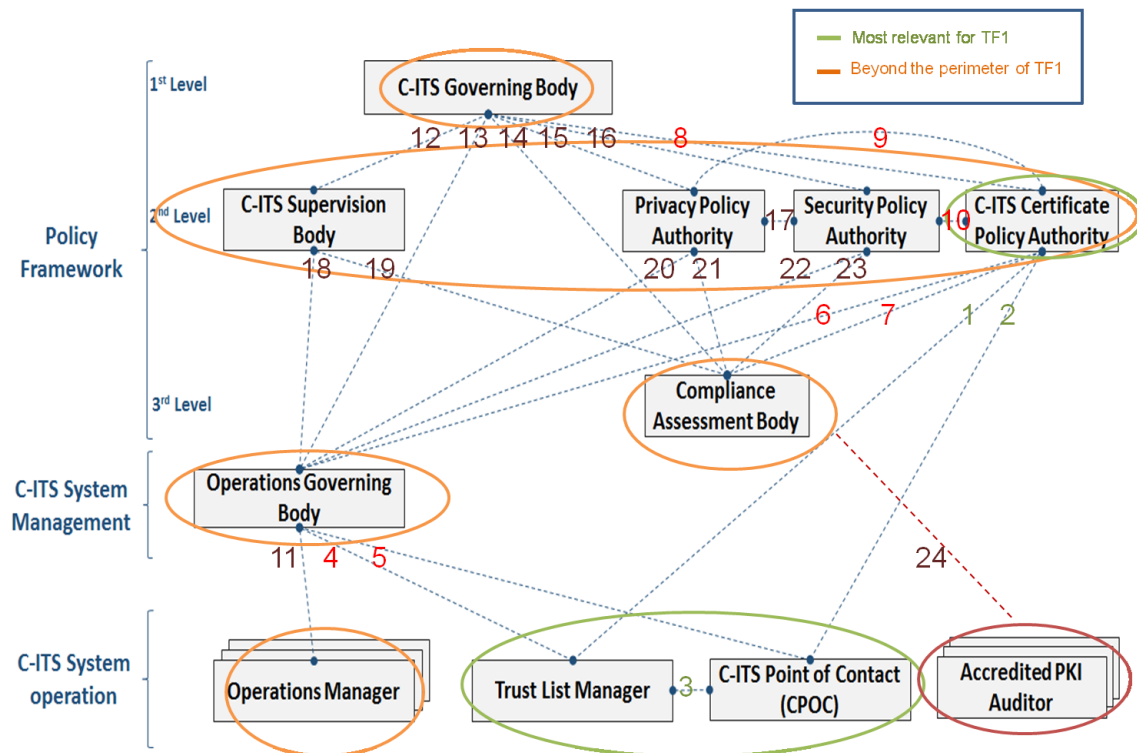 Most relevant for TF1
Beyond the perimeter of TF1
1st Level
C-ITS Governing Body
12 13 14 15 16 8 9
2nd Level
C-ITS Supervision
Body
Privacy Policy
Authority
17
Security Policy
Authority
10
C-ITS Certificate
Policy Authority
Policy
Framework
18 19 20 21 22 23
6 7 1 2
3rd Level
Compliance
Assessment Body
C-ITS System
Management
Operations Governing
Body
11 4 5 24
C-ITS System
operation
Operations Manager
Trust List Manager
3
C-ITS Point of Contact
(CPOC)
Accredited PKI
Auditor